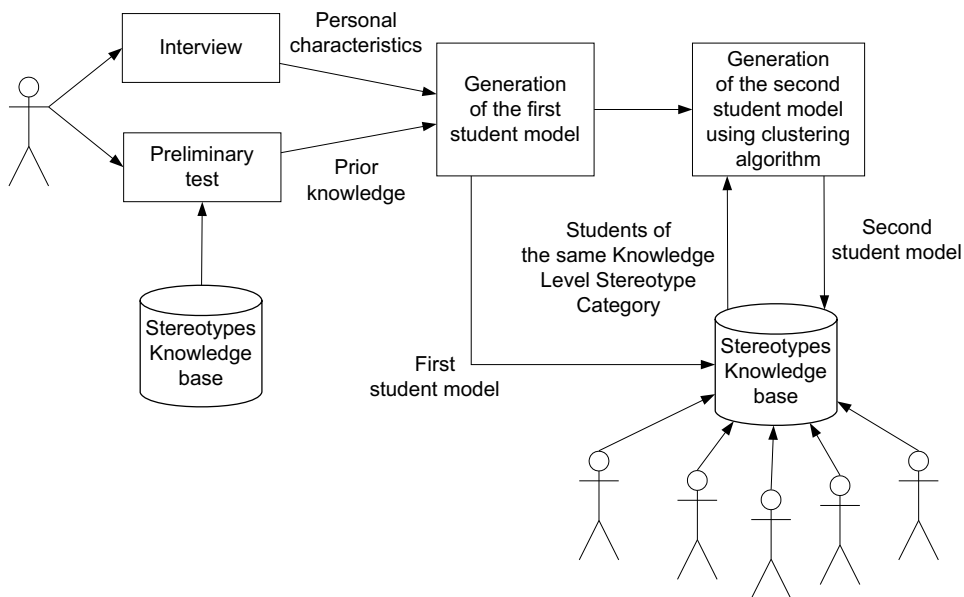 Interview
Personal
characteristics
Generation
of the first
student model
Generation
of the second
student model
using clustering
algorithm
Preliminary
test
Prior
knowledge
Students of
the same Knowledge
Level Stereotype
Category
Second
student model
Stereotypes
Knowledge
base
First
student model
Stereotypes
Knowledge
base